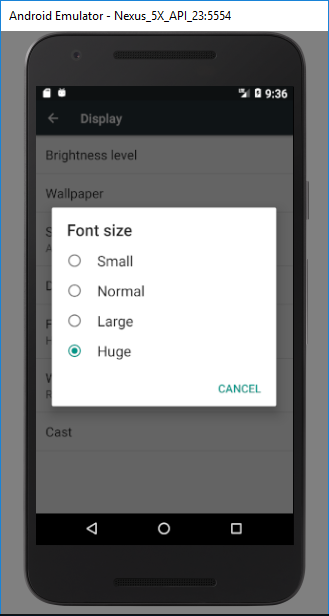 Android Emulator - Nexus_5X_API_23:5554
9:36
Display
Brightness level
Wallpaper
S
A
D
F
H
W
R
Font size
Small
Normal
Large
Huge
CANCEL
Cast